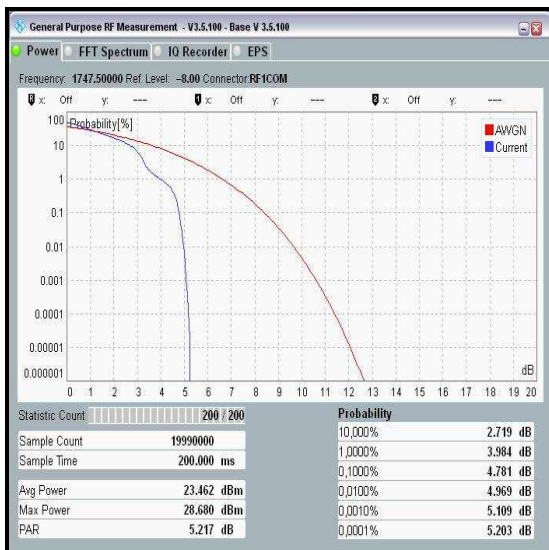 General Purpose RF Measurement - V3.5.100 - Base V 3.5.100
Power FFT Spectrum IQ Recorder EPS
Frequency: 1747.50000 Ref. Level: -8.00 Connector:RF1COM
x: Off y: --- 1 x: Off y: --- 2 x: Off y: ---
Probability[%]
AWGN
Current
100
10
1
0.1
0.01
0.001
0.0001
0.00001
0.000001
dB
0 1 2 3 4 5 6 7 8 9 10 11 12 13 14 15 16 17 18 19 20
Statistic Count 200 / 200
Sample Count 19990000
Sample Time 200.000 ms
Avg Power 23.462 dBm
Max Power 28.680 dBm
PAR 5.217 dB
Probability
10,000% 2.719 dB
1,0000% 3.984 dB
0,1000% 4.781 dB
0,0100% 4.969 dB
0,0010% 5.109 dB
0,0001% 5.203 dB